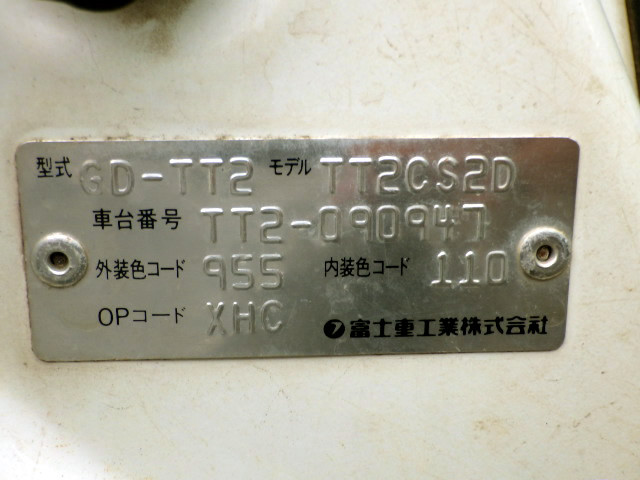 型式 GD-TT2 モデル TT2CS2D
車台番号 TT2-090947
外装色コード 955 内装色コード 110
OPコード XHC 富士重工業株式会社